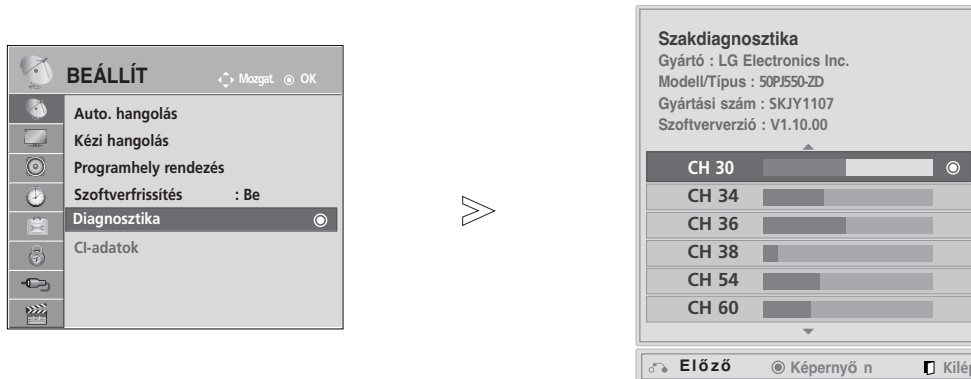 BEÁLLÍT
Mozgat. OK
Auto. hangolás
Kézi hangolás
Programhely rendezés
Szoftverfrissítés : Be
Diagnosztika
CI-adatok
Szakdiagnosztika
Gyártó : LG Electronics Inc.
Modell/Típus : 50PJ550-ZD
Gyártási szám : SKJY1107
Szoftververzió : V1.10.00
CH 30
CH 34
CH 36
CH 38
CH 54
CH 60
Előző Képernyő n Kilép